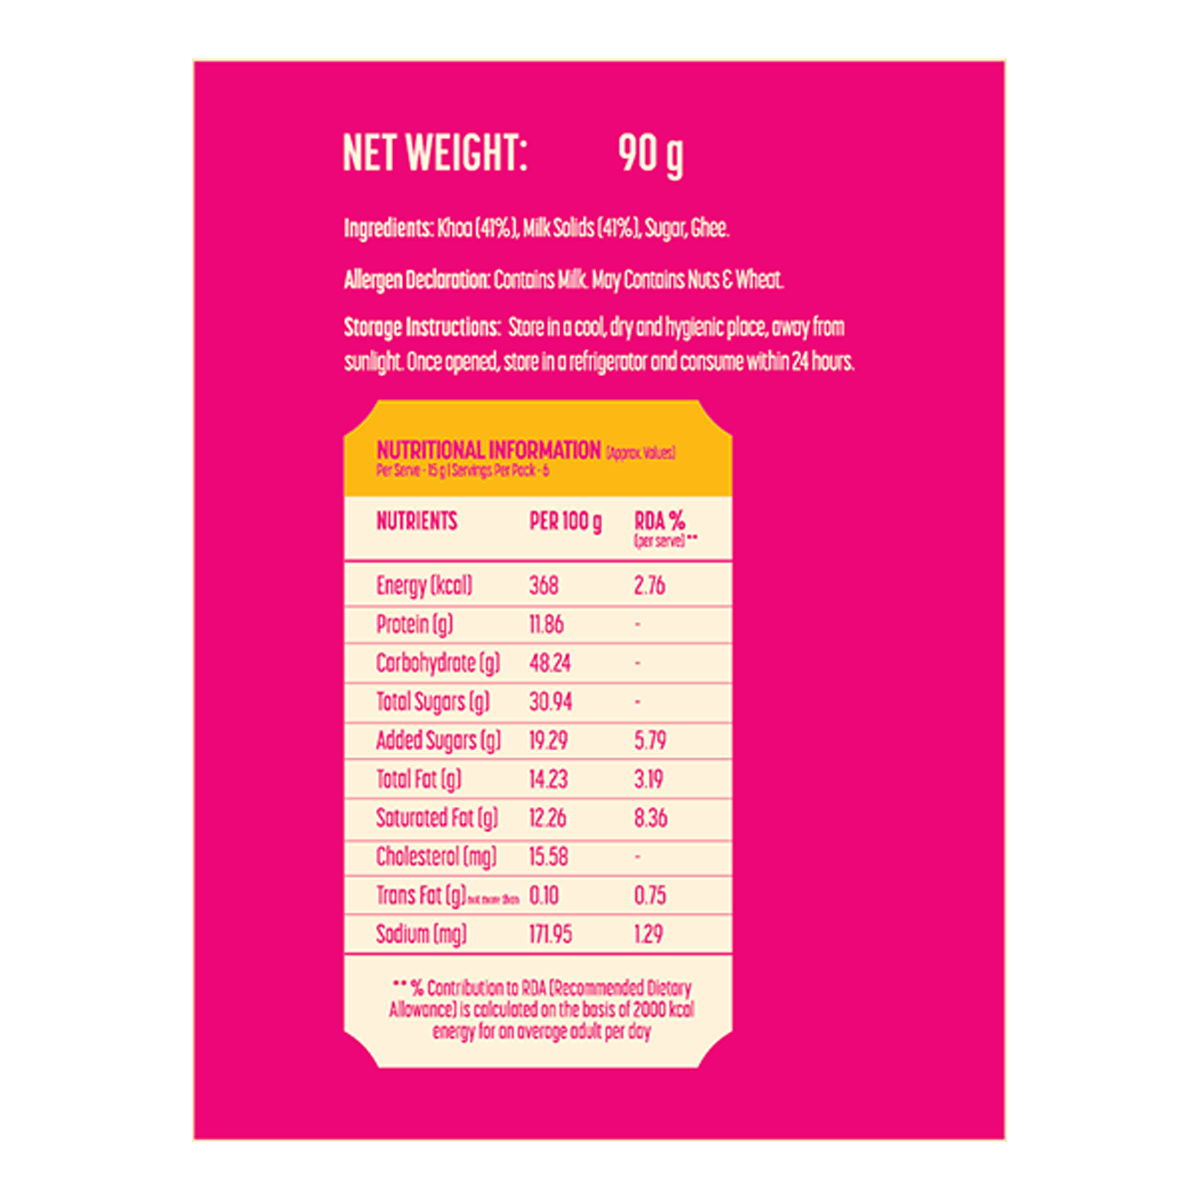 NET WEIGHT: 90 g
Ingredients: Khoa (41%), Milk Solids (41%), Sugar, Ghee.
Allergen Declaration: Contains Milk. May Contains Nuts & Wheat.
Storage Instructions: Store in a cool, dry and hygienic place, away from
sunlight. Once opened, store in a refrigerator and consume within 24 hours.
NUTRITIONAL INFORMATION (Approx. Values)
Per Serve - 15 g | Servings Per Pack - 6
NUTRIENTS PER 100 g RDA %
(per serve)**
Energy (kcal) 368 2.76
Protein (g) 11.86 -
Carbohydrate (g) 48.24 -
Total Sugars (g) 30.94 -
Added Sugars (g) 19.29 5.79
Total Fat (g) 14.23 3.19
Saturated Fat (g) 12.26 8.36
Cholesterol (mg) 15.58 -
Trans Fat (g) not more than 0.10 0.75
Sodium (mg) 171.95 1.29
**% Contribution to RDA (Recommended Dietary
Allowance) is calculated on the basis of 2000 kcal
energy for an average adult per day